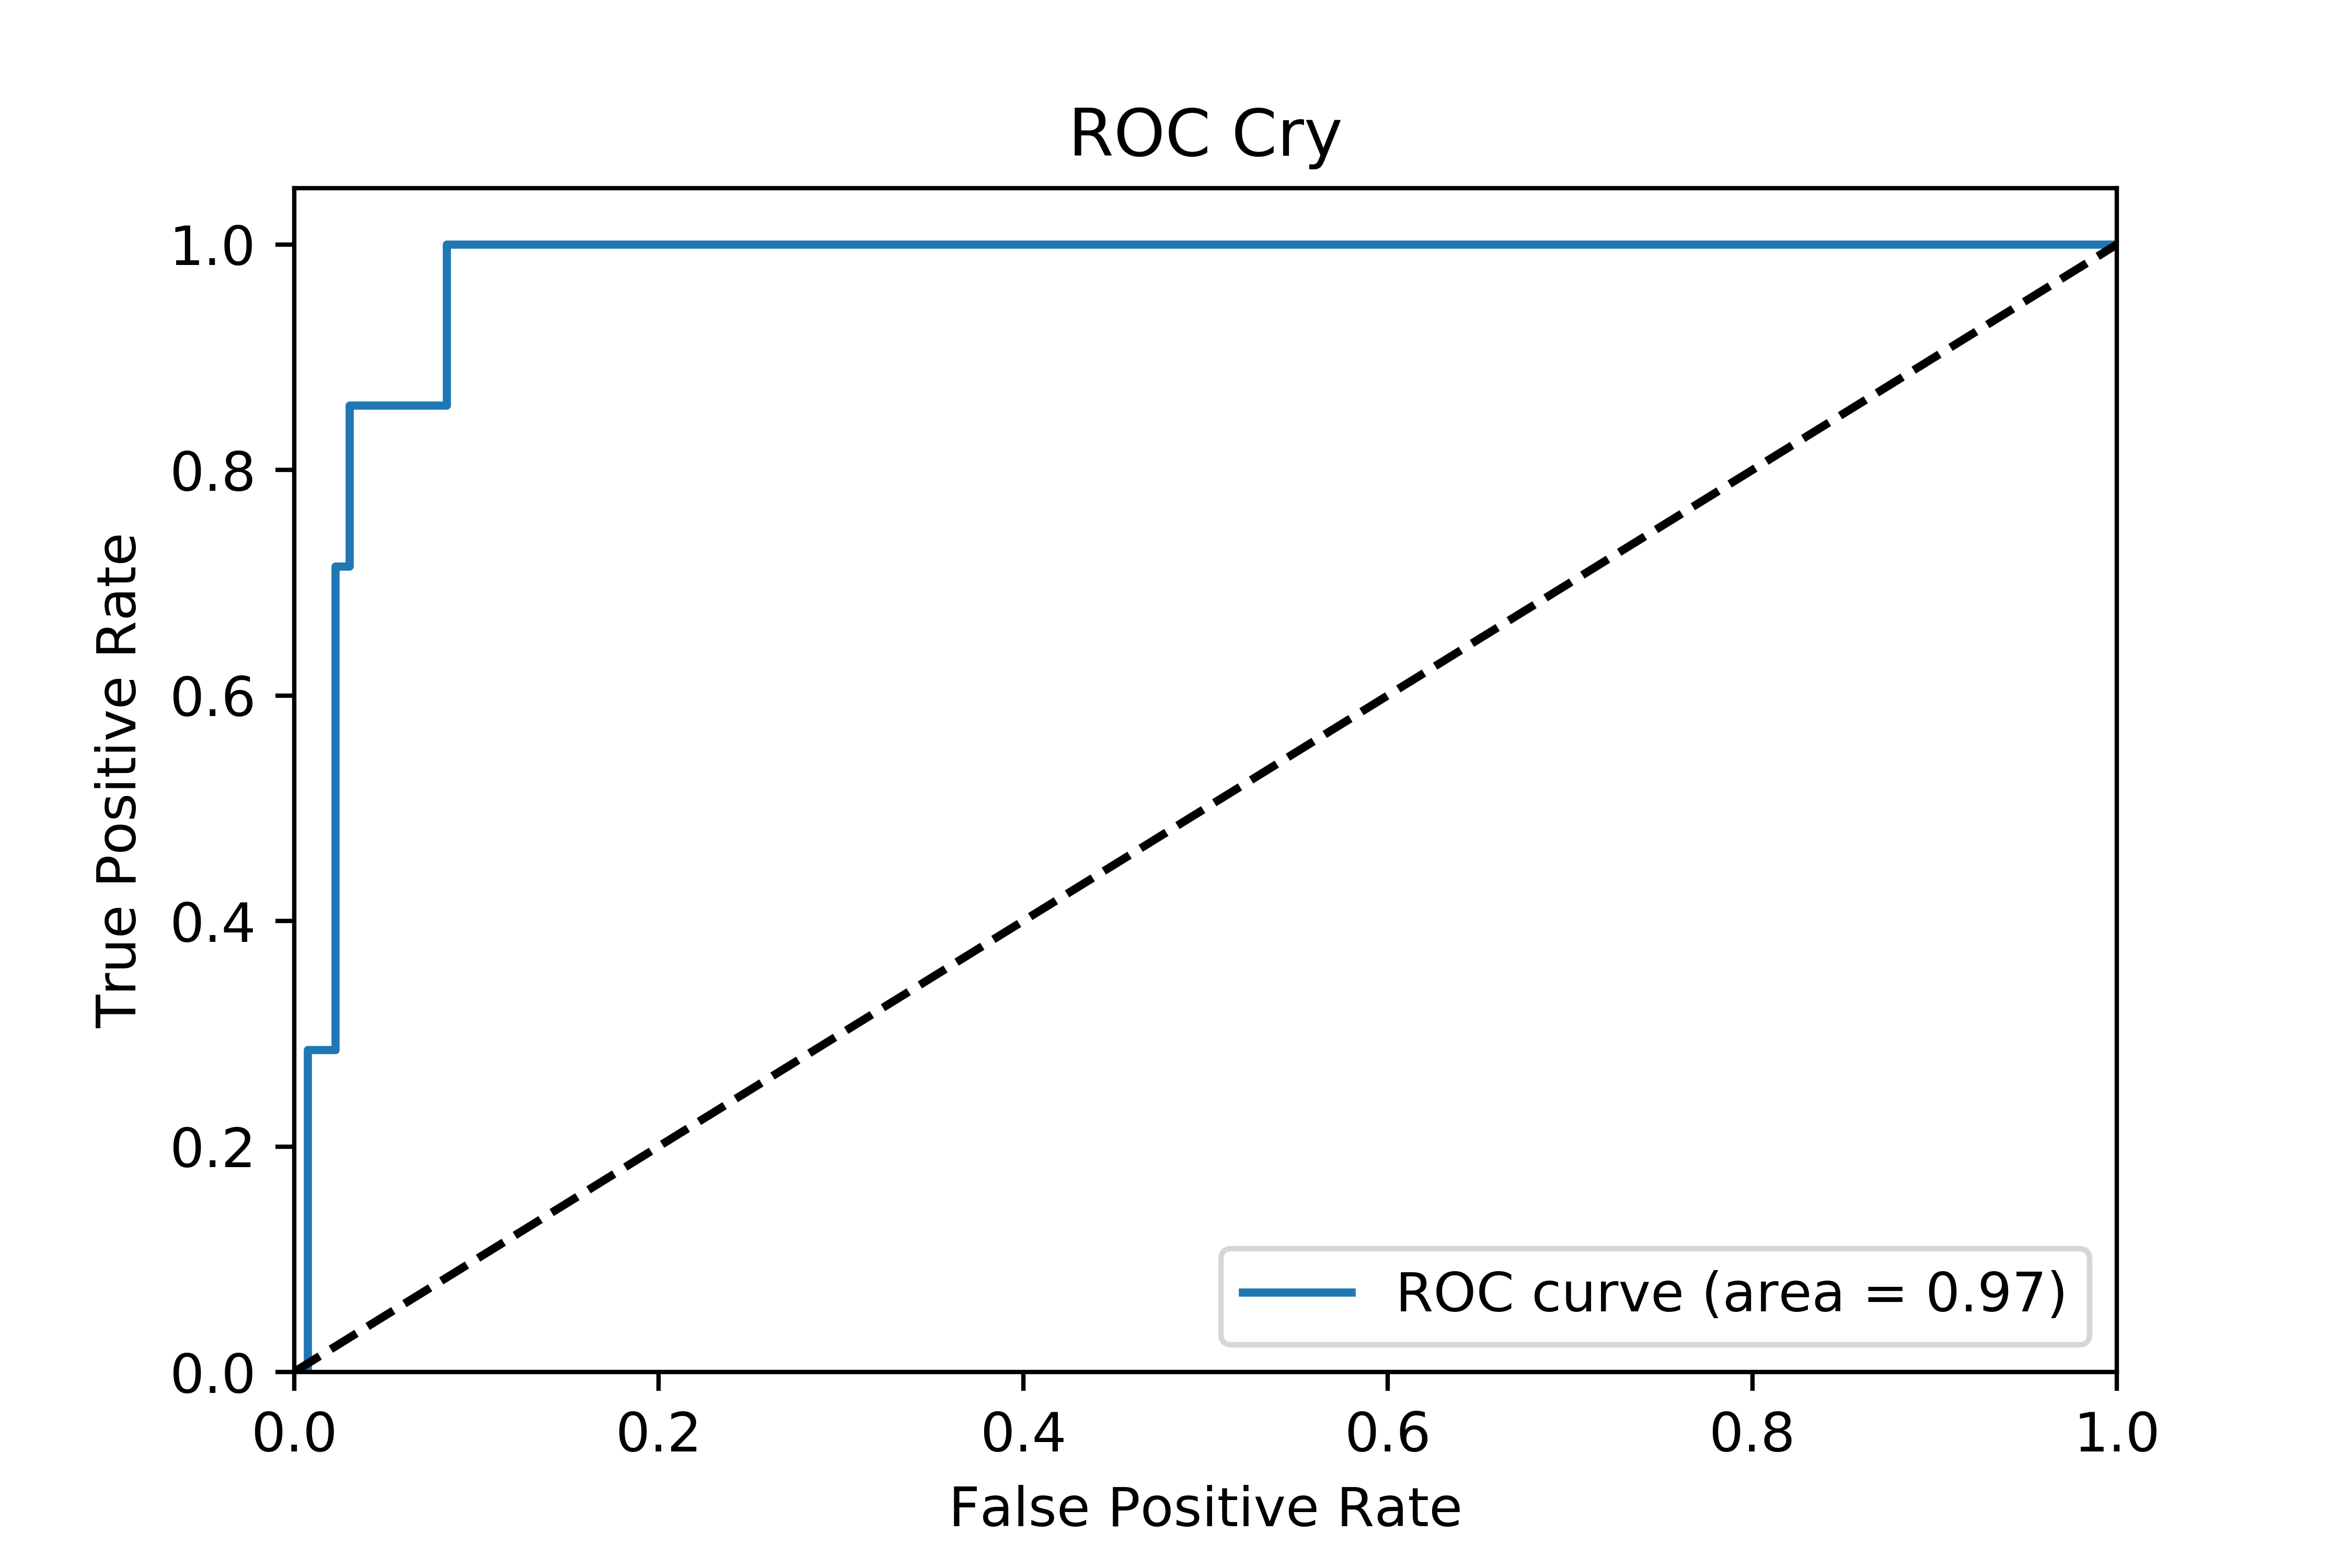 ROC Cry
1.0
0.8
0.6
0.4
0.2
0.0
True Positive Rate
ROC curve (area = 0.97)
0.0 0.2 0.4 0.6 0.8 1.0
False Positive Rate